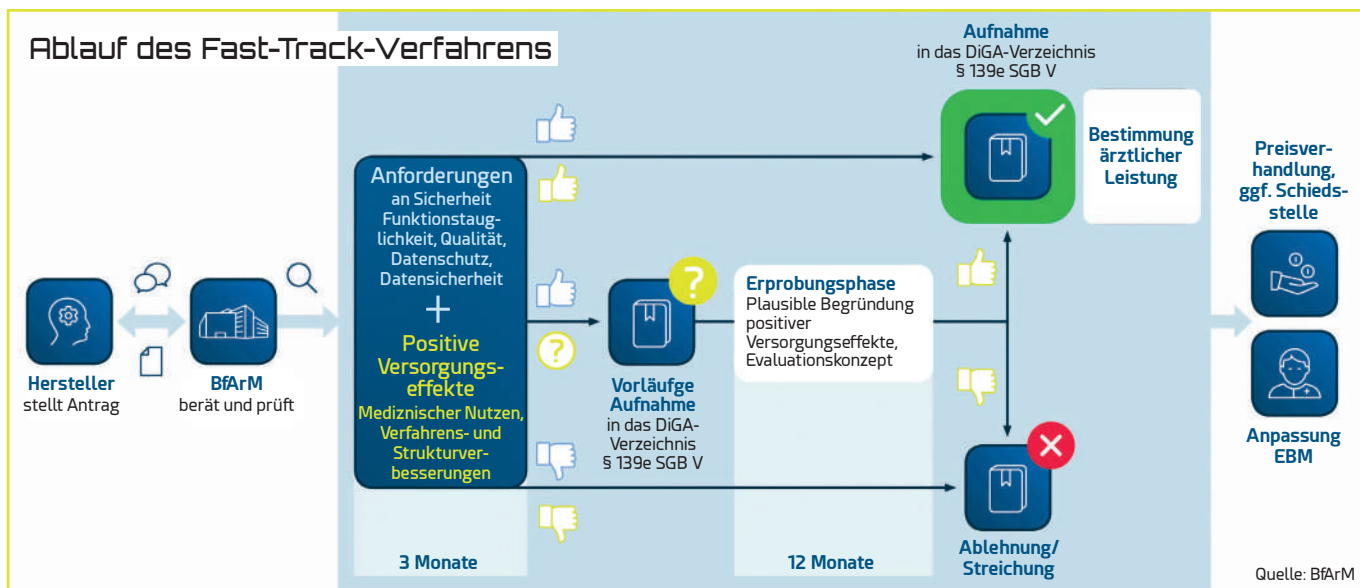 Ablauf des Fast-Track-Verfahrens
Hersteller
stellt Antrag
BfArM
berät und prüft
Anforderungen
an Sicherheit
Funktionstaug-
lichkeit, Qualität,
Datenschutz,
Datensicherheit
+
Positive
Versorgungs-
effekte
Mediznischer Nutzen,
Verfahrens- und
Strukturver-
besserungen
3 Monate
?
?
Vorläufge
Aufnahme
in das DiGA-
Verzeichnis
§ 139e SGB V
Erprobungsphase
Plausible Begründung
positiver
Versorgungseffekte,
Evaluationskonzept
12 Monate
Aufnahme
in das DiGA-Verzeichnis
§ 139e SGB V
Bestimmung
ärztlicher
Leistung
Ablehnung/
Streichung
Preisver-
handlung,
ggf. Schieds-
stelle
Anpassung
EBM
Quelle: BfArM